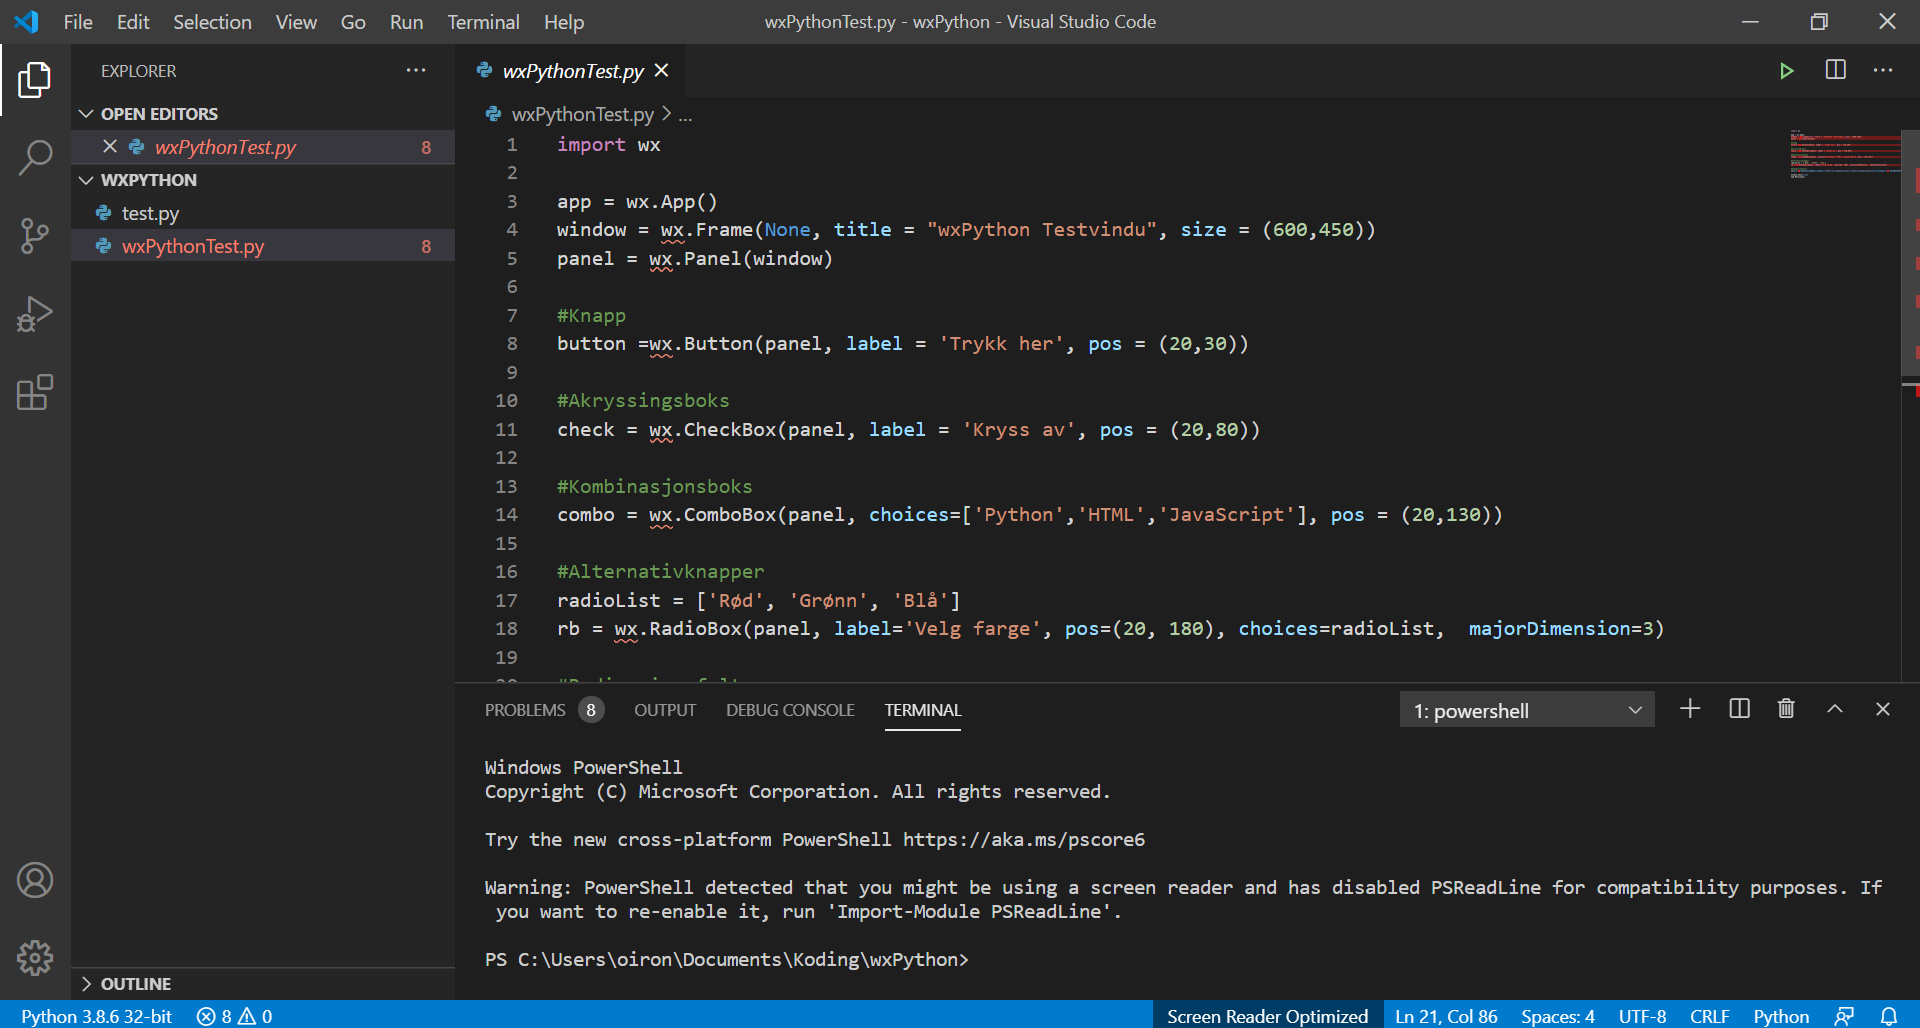 File Edit Selection View Go Run Terminal Help wxPythonTest.py - wxPython - Visual Studio Code
EXPLORER
OPEN EDITORS
wxPythonTest.py 8
WXPYTHON
test.py
wxPythonTest.py 8
OUTLINE
wxPythonTest.py
wxPythonTest.py > ...
1 import wx
2
3 app = wx.App()
4 window = wx.Frame(None, title = "wxPython Testvindu", size = (600,450))
5 panel = wx.Panel(window)
6
7 #Knapp
8 button =wx.Button(panel, label = 'Trykk her', pos = (20,30))
9
10 #Akryssingsboks
11 check = wx.CheckBox(panel, label = 'Kryss av', pos = (20,80))
12
13 #Kombinasjonsboks
14 combo = wx.ComboBox(panel, choices=['Python','HTML','JavaScript'], pos = (20,130))
15
16 #Alternativknapper
17 radioList = ['Rød', 'Grønn', 'Blå']
18 rb = wx.RadioBox(panel, label='Velg farge', pos=(20, 180), choices=radioList,  majorDimension=3)
19
PROBLEMS 8 OUTPUT DEBUG CONSOLE TERMINAL 1: powershell
Windows PowerShell
Copyright (C) Microsoft Corporation. All rights reserved.
Try the new cross-platform PowerShell https://aka.ms/pscore6
Warning: PowerShell detected that you might be using a screen reader and has disabled PSReadLine for compatibility purposes. If
you want to re-enable it, run 'Import-Module PSReadLine'.
PS C:\Users\oiron\Documents\Koding\wxPython>
Python 3.8.6 32-bit 8 0 Screen Reader Optimized Ln 21, Col 86 Spaces: 4 UTF-8 CRLF Python